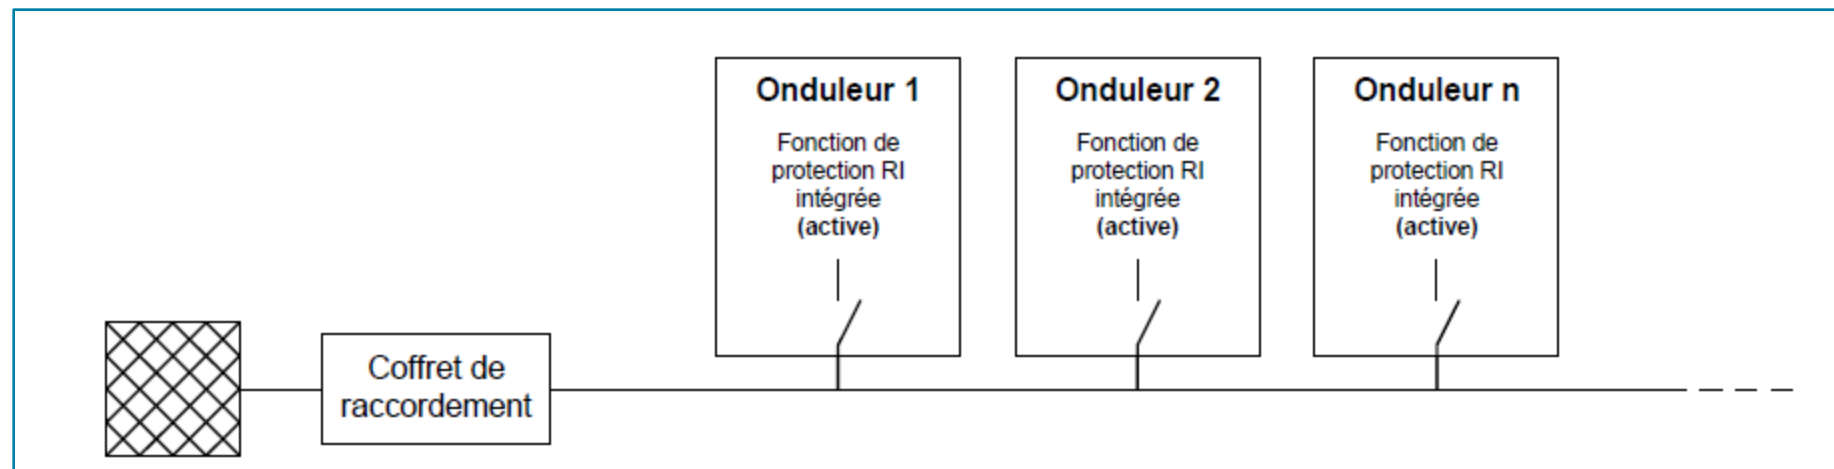 Onduleur 1
Fonction de
protection RI
intégrée
(active)
Onduleur 2
Fonction de
protection RI
intégrée
(active)
Onduleur n
Fonction de
protection RI
intégrée
(active)
Coffret de
raccordement